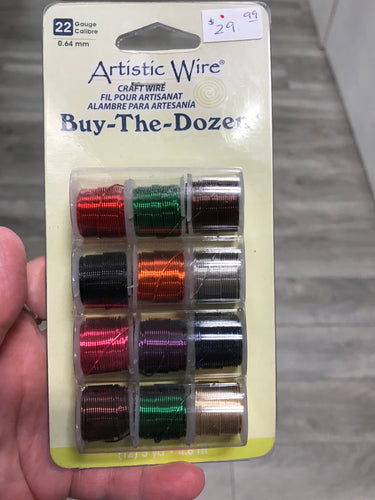 22 Gauge
Calibre
0.64 mm
$29.99
Artistic Wire®
CRAFT WIRE
FIL POUR ARTISANAT
ALAMBRE PARA ARTESANÍA
Buy-The-Dozen
(12) 5 yd • 4.6 m